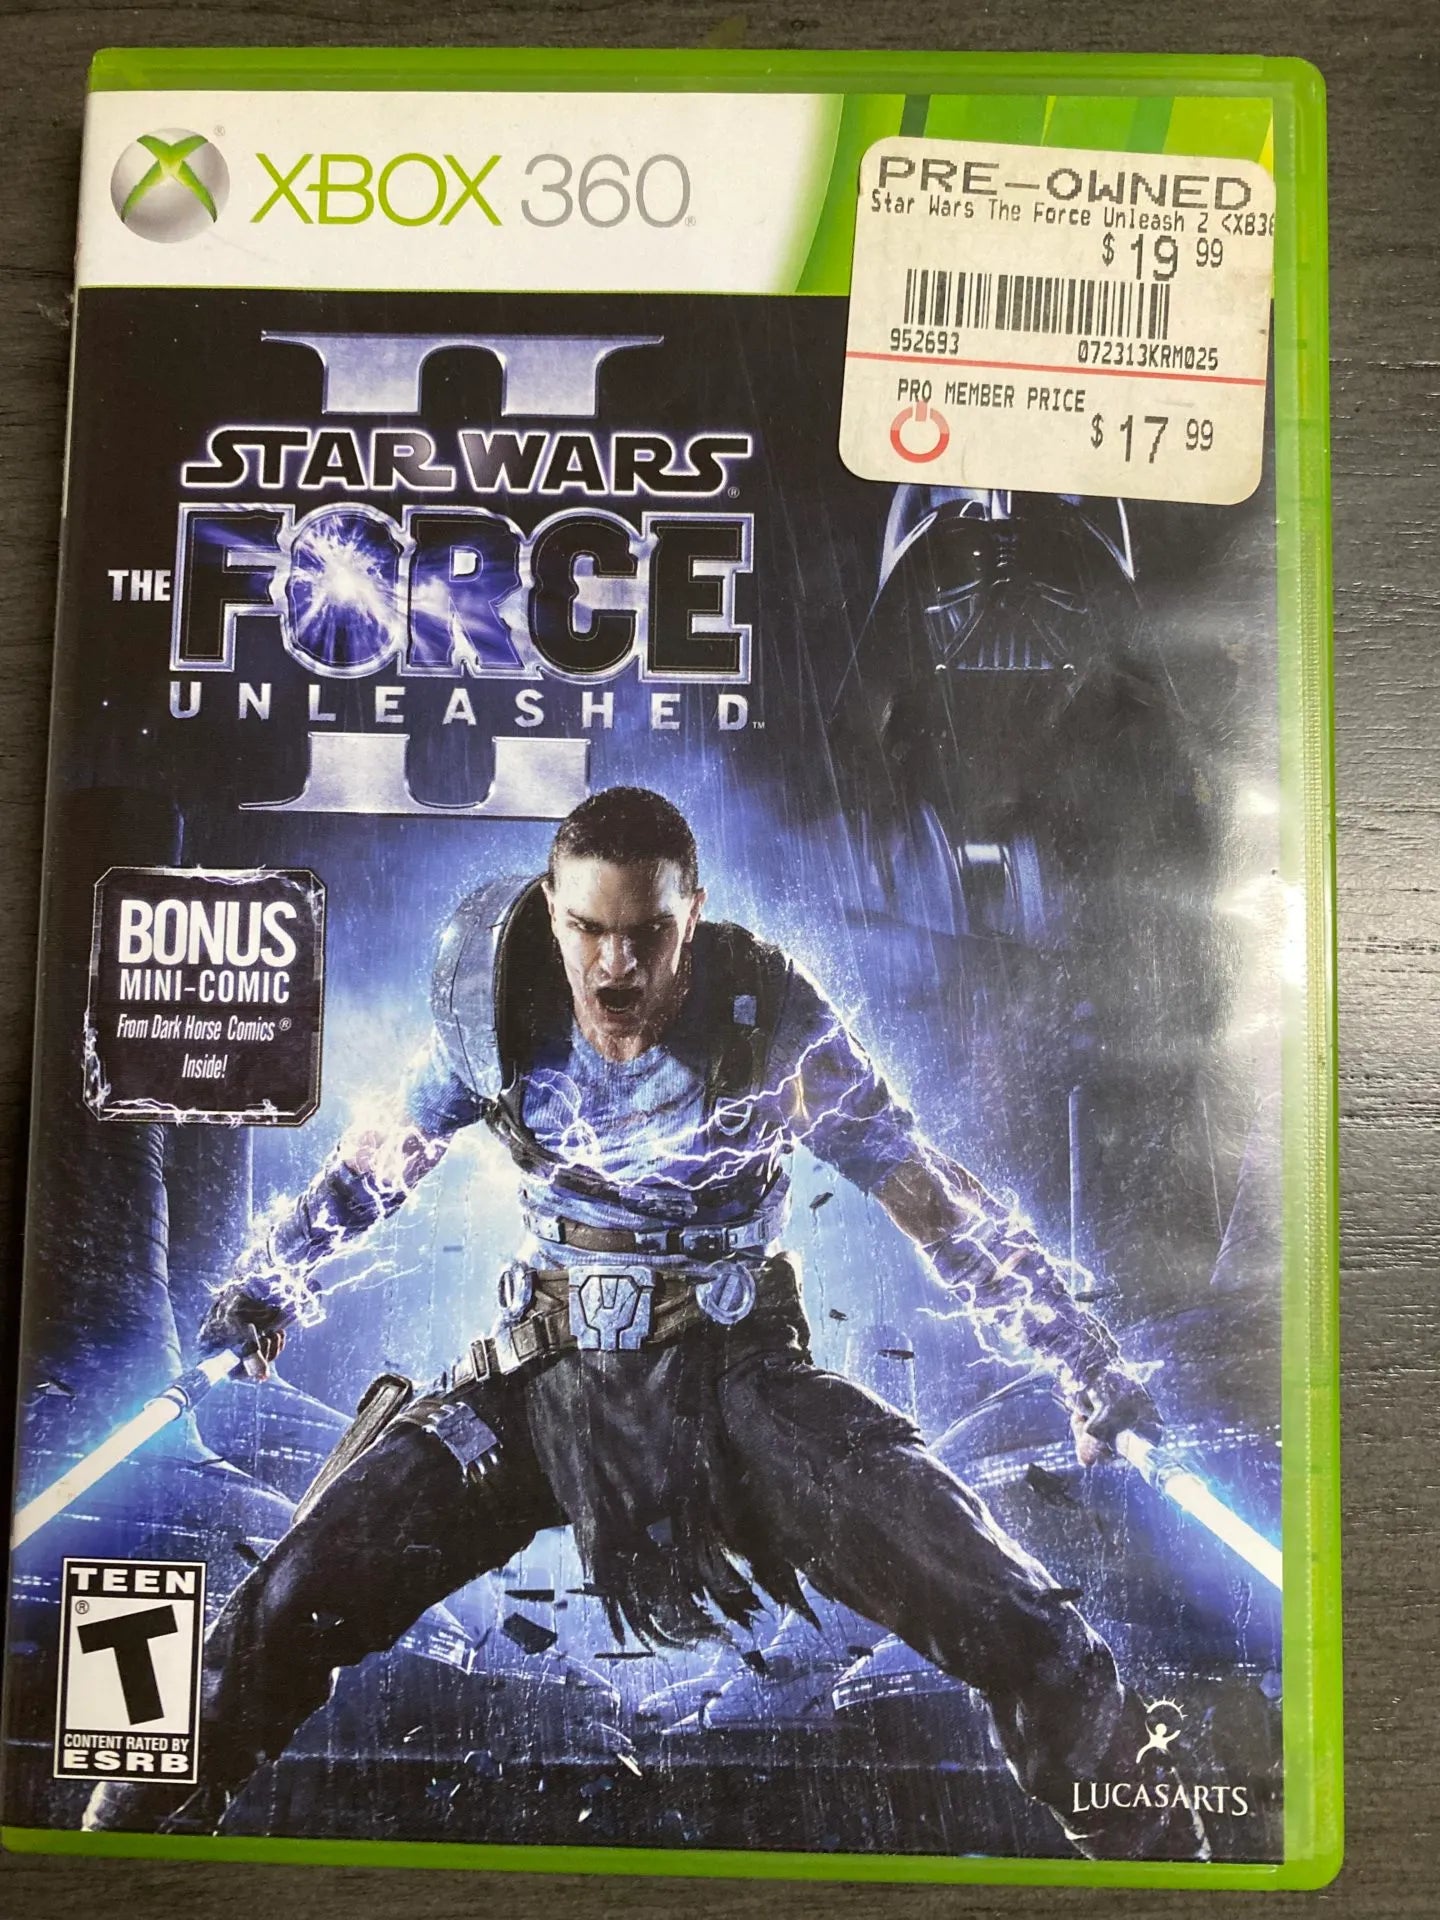 XBOX 360
PRE-OWNED
Star Wars The Force Unleash 2 <XB36
$ 19 99
952693 072313KRM025
PRO MEMBER PRICE
$ 17 99
II
STAR WARS
THE FORCE
UNLEASHED
BONUS
MINI-COMIC
From Dark Horse Comics®
Inside!
TEEN
T
CONTENT RATED BY
ESRB
LUCASARTS